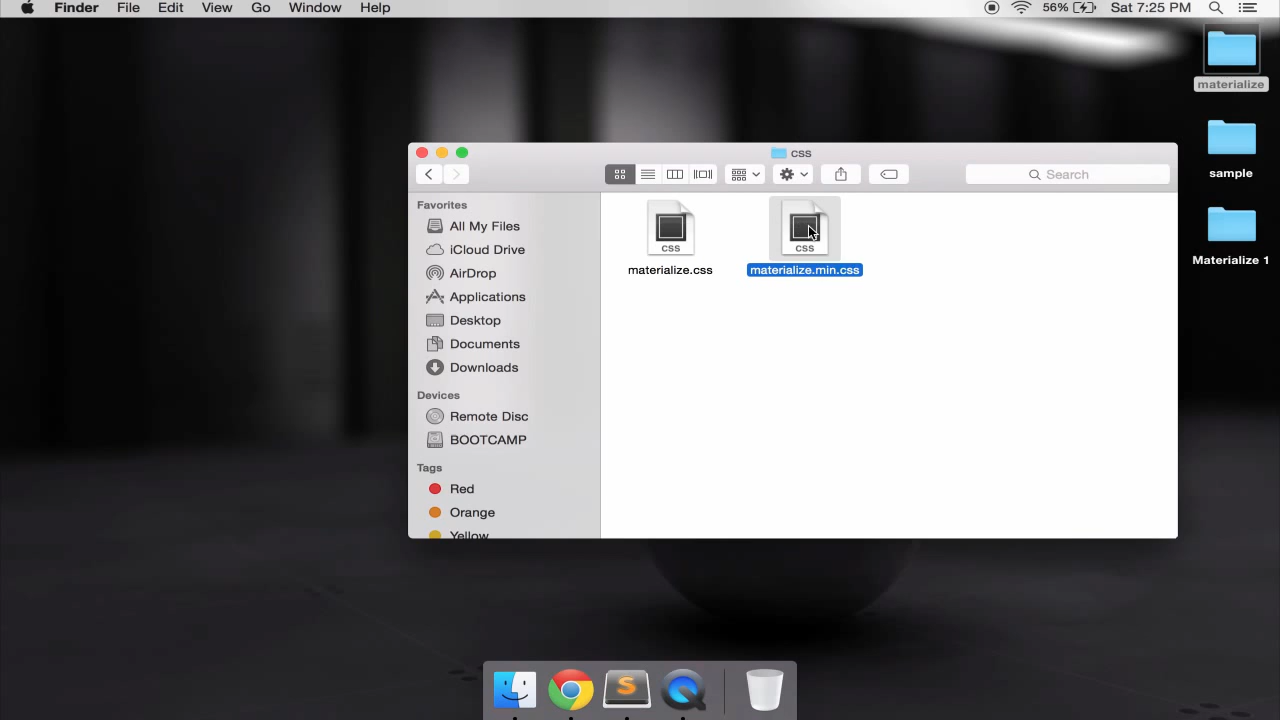 Finder File Edit View Go Window Help 56% Sat 7:25 PM
materialize
sample
Materialize 1
css
Search
Favorites
All My Files
iCloud Drive
AirDrop
Applications
Desktop
Documents
Downloads
Devices
Remote Disc
BOOTCAMP
Tags
Red
Orange
Yellow
CSS
materialize.css
CSS
materialize.min.css
S